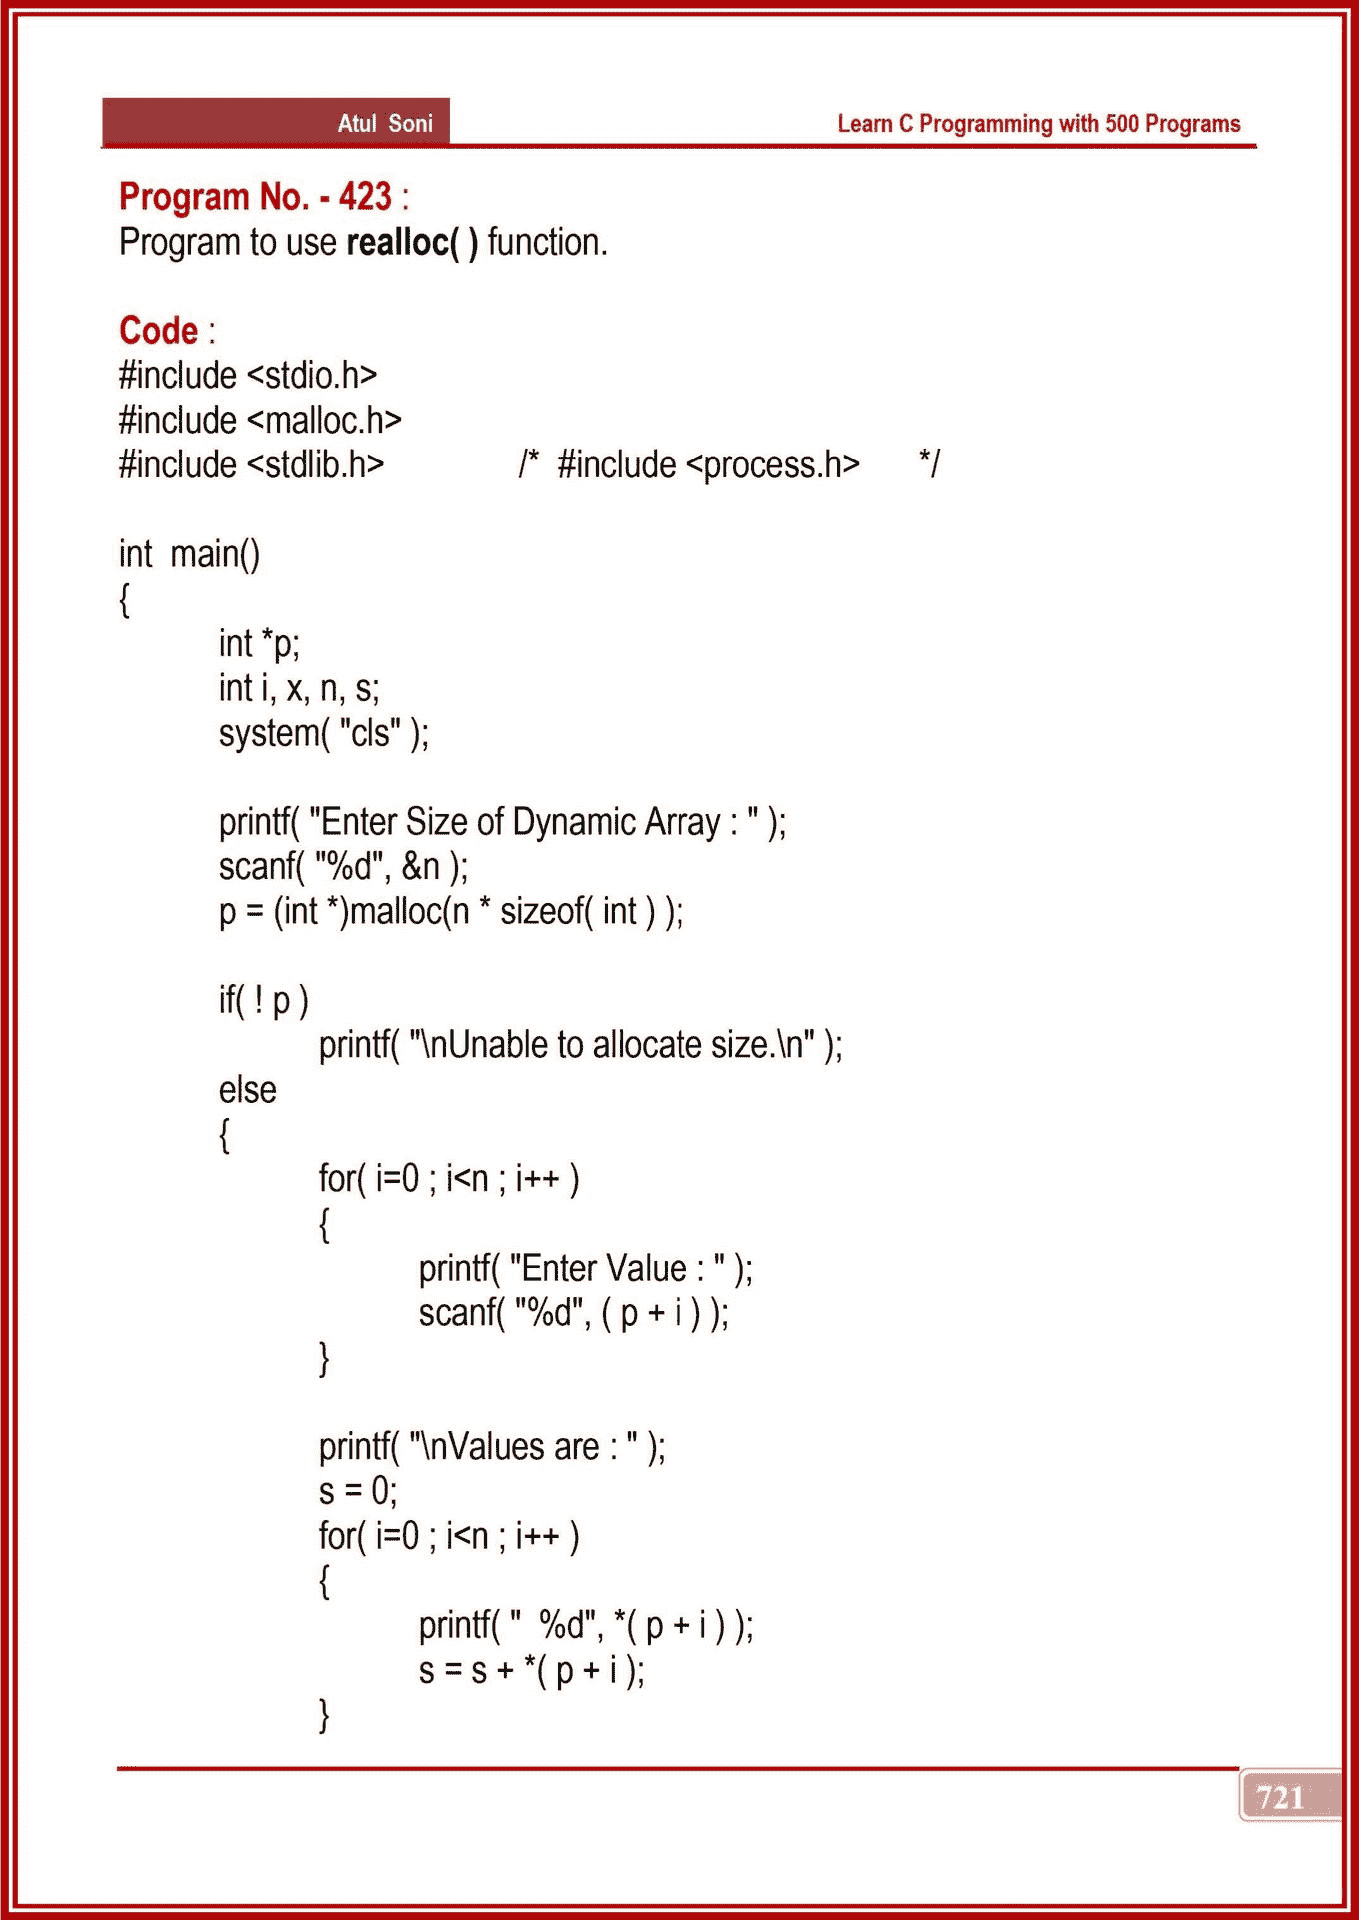 Atul Soni
Learn C Programming with 500 Programs
Program No. - 423 :
Program to use realloc( ) function.
Code :
#include <stdio.h>
#include <malloc.h>
#include <stdlib.h> /* #include <process.h> */
int main()
{
int *p;
int i, x, n, s;
system( "cls" );
printf( "Enter Size of Dynamic Array : " );
scanf( "%d", &n );
p = (int *)malloc(n * sizeof( int ) );
if( ! p )
printf( "\nUnable to allocate size.\n" );
else
{
for( i=0 ; i<n ; i++ )
{
printf( "Enter Value : " );
scanf( "%d", ( p + i ) );
}
printf( "\nValues are : " );
s = 0;
for( i=0 ; i<n ; i++ )
{
printf( "  %d", *( p + i ) );
s = s + *( p + i );
}
721